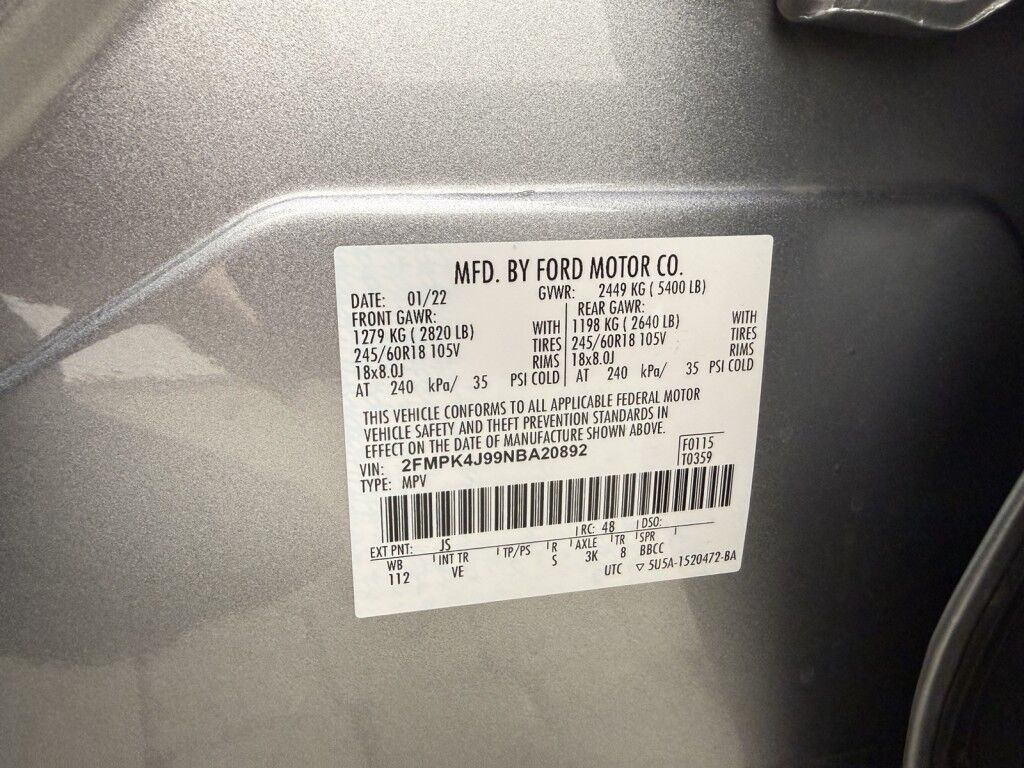 MFD. BY FORD MOTOR CO.
DATE: 01/22 GVWR: 2449 KG ( 5400 LB)
FRONT GAWR: REAR GAWR:
1279 KG ( 2820 LB) WITH 1198 KG ( 2640 LB) WITH
245/60R18 105V TIRES 245/60R18 105V TIRES
18x8.0J RIMS 18x8.0J RIMS
AT 240 kPa/ 35 PSI COLD AT 240 kPa/ 35 PSI COLD
THIS VEHICLE CONFORMS TO ALL APPLICABLE FEDERAL MOTOR
VEHICLE SAFETY AND THEFT PREVENTION STANDARDS IN
EFFECT ON THE DATE OF MANUFACTURE SHOWN ABOVE.
VIN: 2FMPK4J99NBA20892 F0115
TYPE: MPV T0359
EXT PNT: JS RC: 48 DSO:
WB INT TR TP/PS R AXLE TR SPR
112 VE S 3K 8 BBCC
UTC ▽ 5U5A-1520472-BA